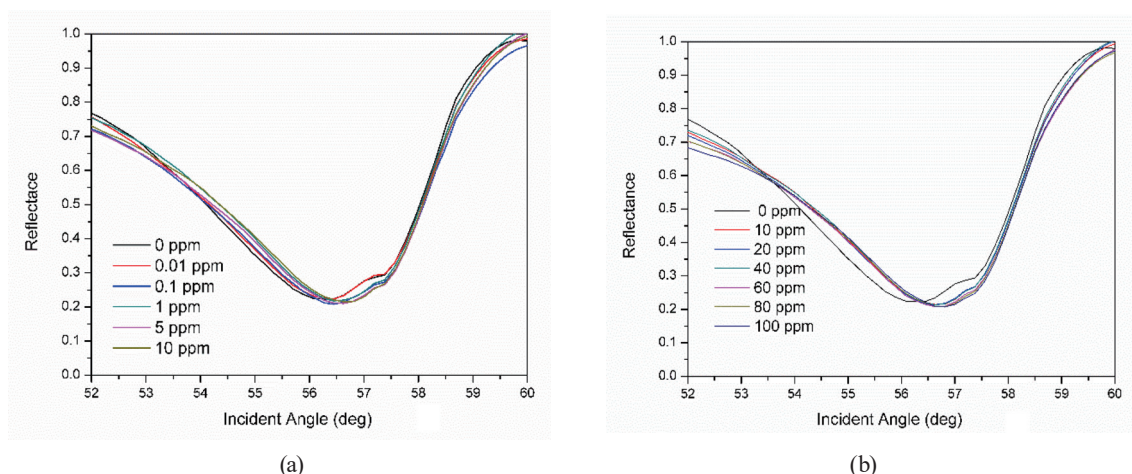 1.0
0.9
0.8
0.7
0.6
0.5
0.4
0.3
0.2
0.1
0.0
Reflectace
0 ppm
0.01 ppm
0.1 ppm
1 ppm
5 ppm
10 ppm
52 53 54 55 56 57 58 59 60
Incident Angle (deg)
(a)
1.0
0.9
0.8
0.7
0.6
0.5
0.4
0.3
0.2
0.1
0.0
Reflectance
0 ppm
10 ppm
20 ppm
40 ppm
60 ppm
80 ppm
100 ppm
52 53 54 55 56 57 58 59 60
Incident Angle (deg)
(b)